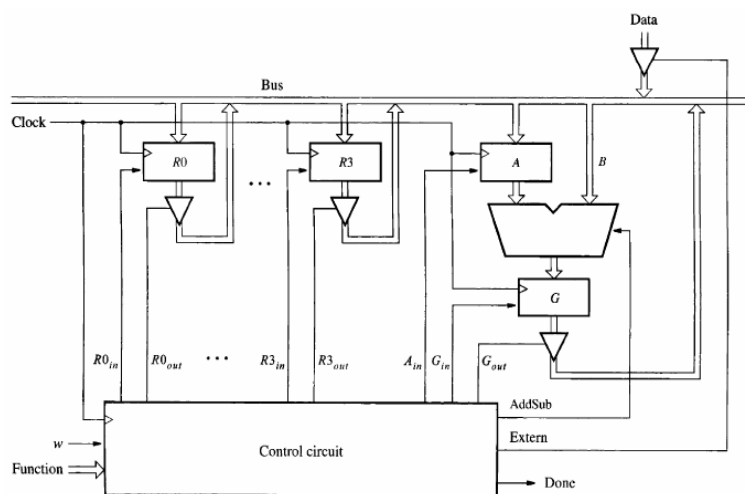 Data
Bus
Clock
R0
R3
A
B
G
R0in R0out ... R3in R3out Ain Gin Gout
AddSub
Extern
w
Control circuit
Function
Done